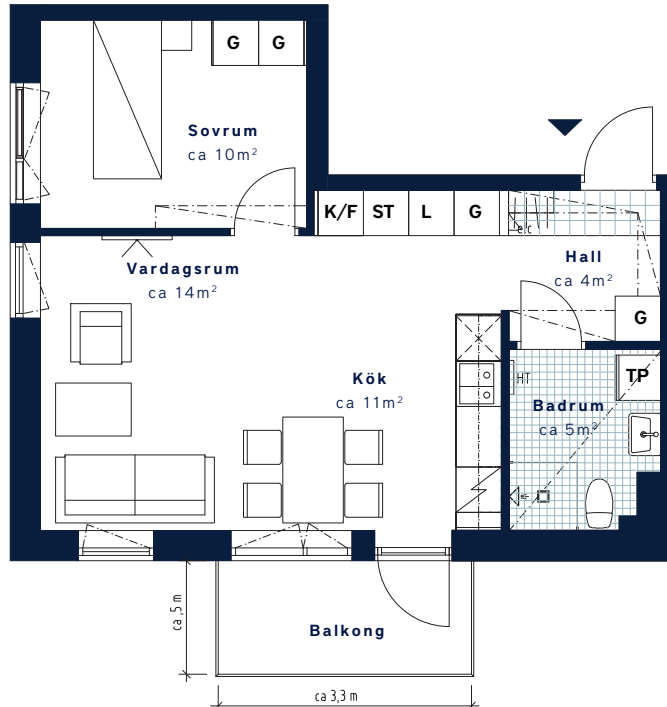 G G
Sovrum
ca 10m²
K/F ST L G
elc
Vardagsrum
ca 14m²
Hall
ca 4m²
G
Kök
ca 11m²
HT
TP
Badrum
ca 5m²
ca ,5 m
Balkong
ca 3,3 m